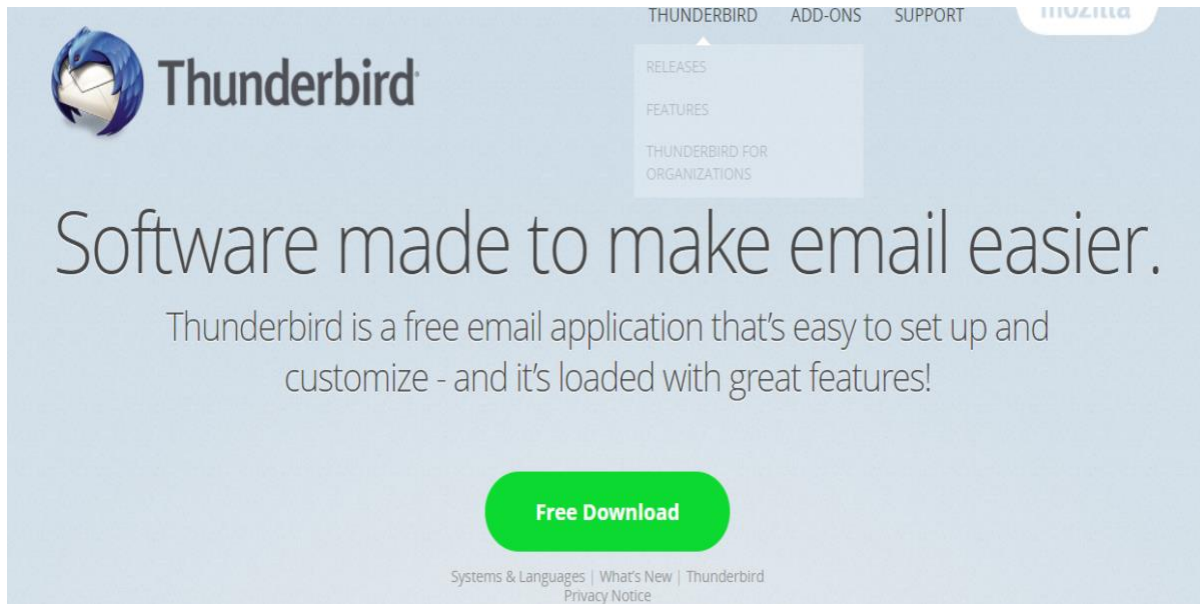 THUNDERBIRD ADD-ONS SUPPORT mozilla
Thunderbird
RELEASES
FEATURES
THUNDERBIRD FOR
ORGANIZATIONS
Software made to make email easier.
Thunderbird is a free email application that's easy to set up and
customize - and it's loaded with great features!
Free Download
Systems & Languages | What's New | Thunderbird
Privacy Notice